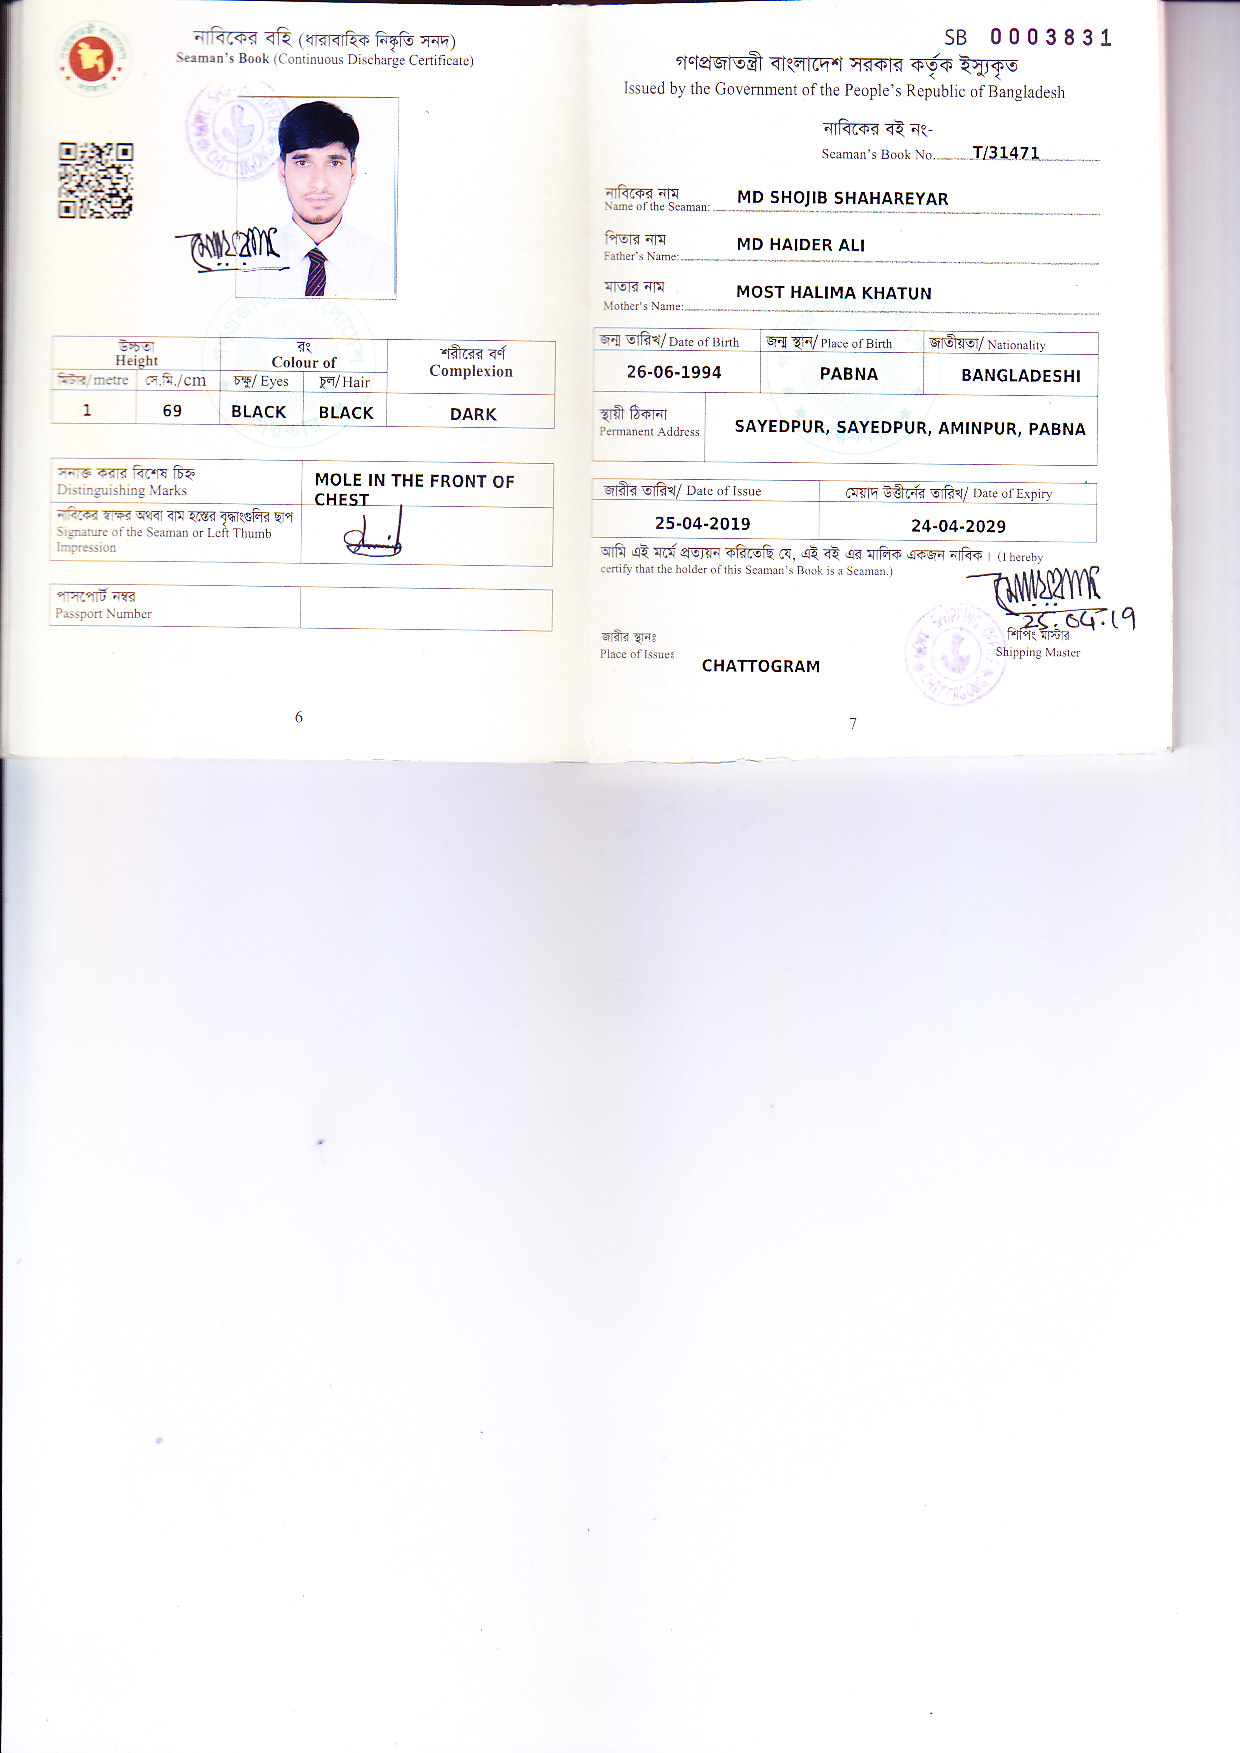 নাবিকের বহি (ধারাবাহিক নিষ্কৃতি সনদ)
Seaman's Book (Continuous Discharge Certificate)
উচ্চতা
Height
রং
Colour of
শরীরের বর্ণ
Complexion
মিটার/metre
সে.মি./cm
চক্ষু/ Eyes
চুল/Hair
1
69
BLACK
BLACK
DARK
সনাক্ত করার বিশেষ চিহ্ন
Distinguishing Marks
MOLE IN THE FRONT OF
CHEST
নাবিকের স্বাক্ষর অথবা বাম হস্তের বৃদ্ধাংগুলির ছাপ
Signature of the Seaman or Left Thumb
Impression
পাসপোর্ট নম্বর
Passport Number
6
SB 0003831
গণপ্রজাতন্ত্রী বাংলাদেশ সরকার কর্তৃক ইস্যুকৃত
Issued by the Government of the People's Republic of Bangladesh
নাবিকের বই নং-
Seaman's Book No. T/31471
নাবিকের নাম
Name of the Seaman: MD SHOJIB SHAHAREYAR
পিতার নাম
Father's Name: MD HAIDER ALI
মাতার নাম
Mother's Name: MOST HALIMA KHATUN
জন্ম তারিখ/ Date of Birth
জন্ম স্থান/ Place of Birth
জাতীয়তা/ Nationality
26-06-1994
PABNA
BANGLADESHI
স্থায়ী ঠিকানা
Permanent Address
SAYEDPUR, SAYEDPUR, AMINPUR, PABNA
জারীর তারিখ/ Date of Issue
মেয়াদ উত্তীর্নের তারিখ/ Date of Expiry
25-04-2019
24-04-2029
আমি এই মর্মে প্রত্যয়ন করিতেছি যে, এই বই এর মালিক একজন নাবিক। (I hereby
certify that the holder of this Seaman's Book is a Seaman.)
25.04.19
শিপিং মাস্টার
Shipping Master
জারীর স্থানঃ
Place of Issue:
CHATTOGRAM
7